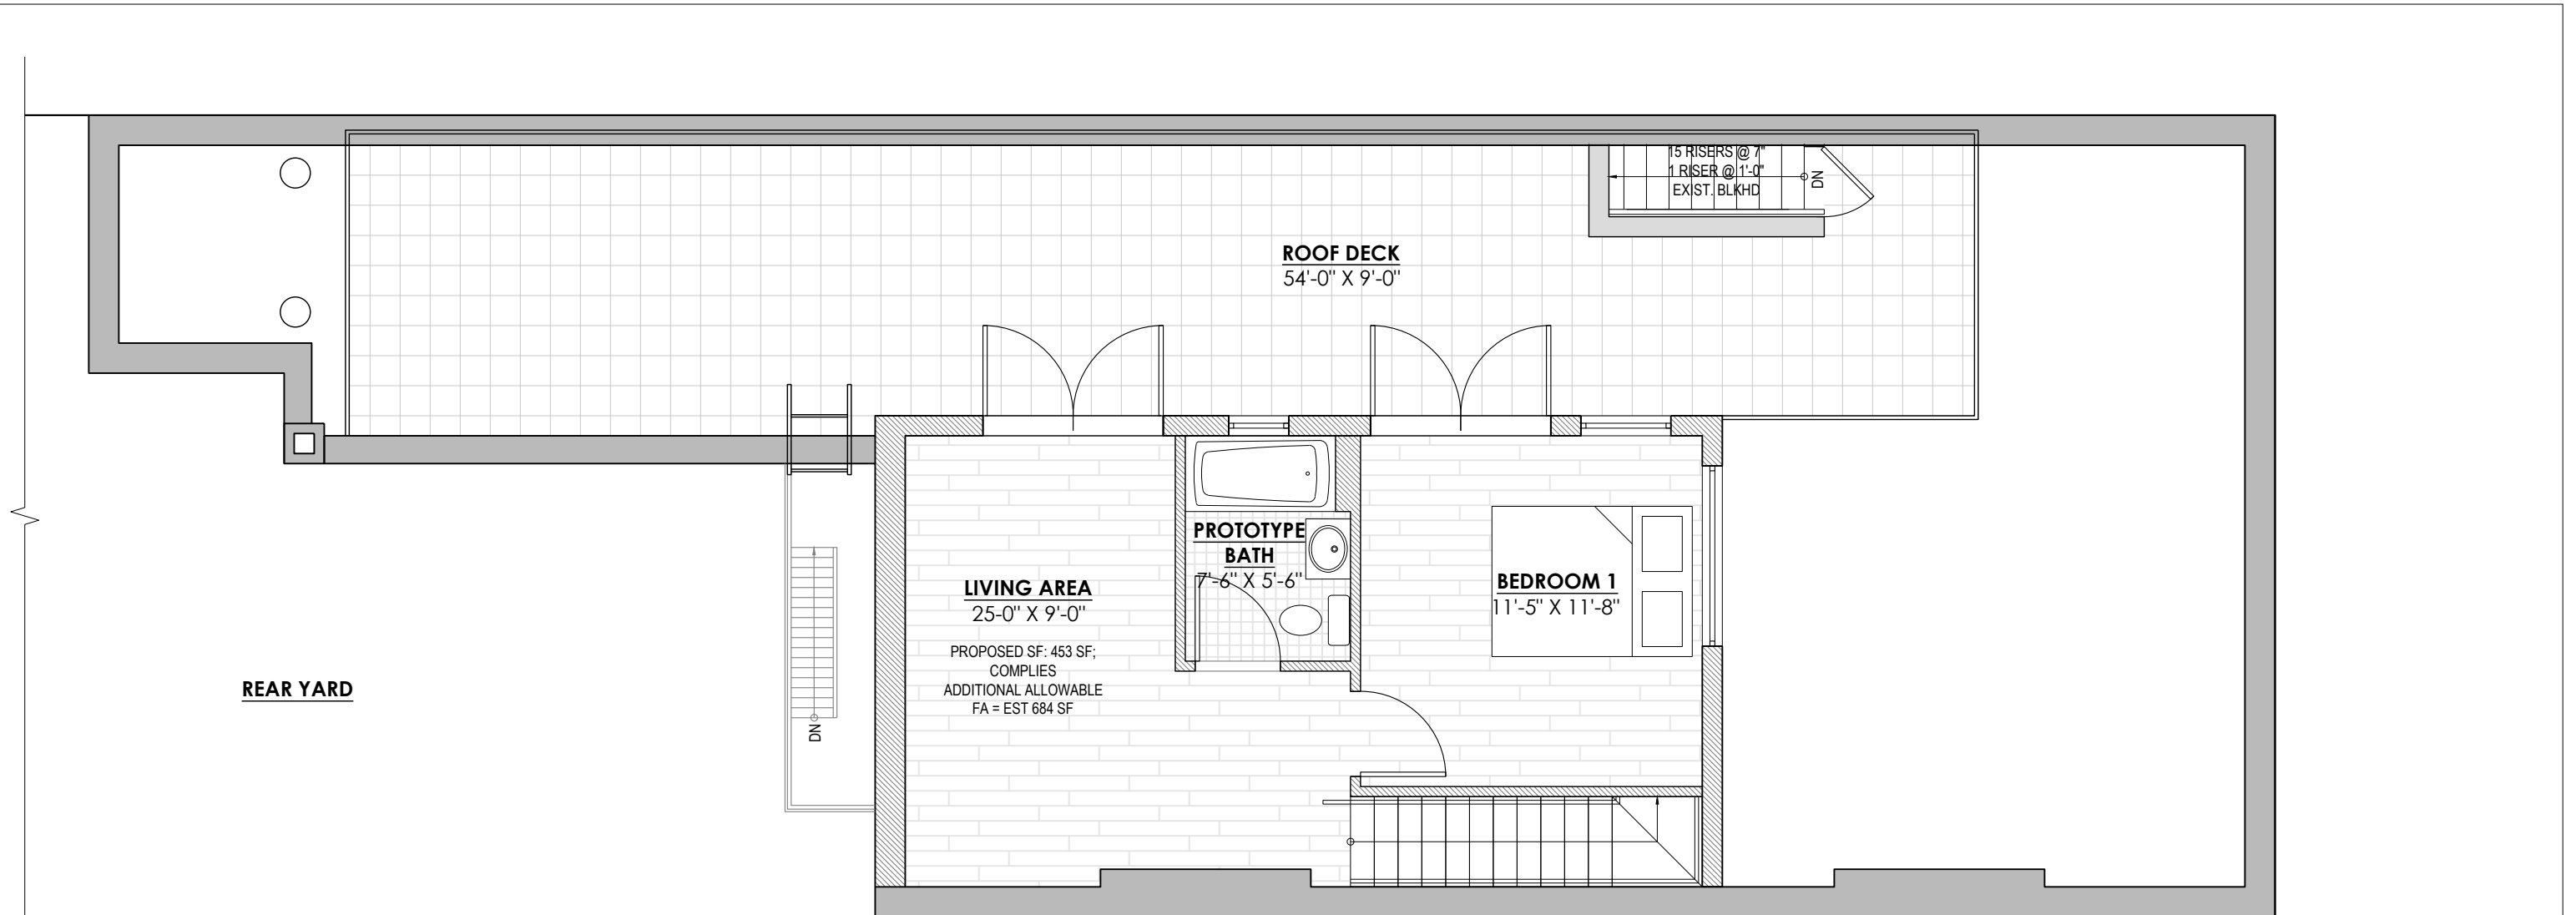 15 RISERS @ 7"
1 RISER @ 1'-0"
EXIST. BLKHD
DN
ROOF DECK
54'-0" X 9'-0"
PROTOTYPE
BATH
7'-6" X 5'-6"
LIVING AREA
25-0" X 9'-0"
PROPOSED SF: 453 SF;
COMPLIES
ADDITIONAL ALLOWABLE
FA = EST 684 SF
BEDROOM 1
11'-5" X 11'-8"
REAR YARD
DN